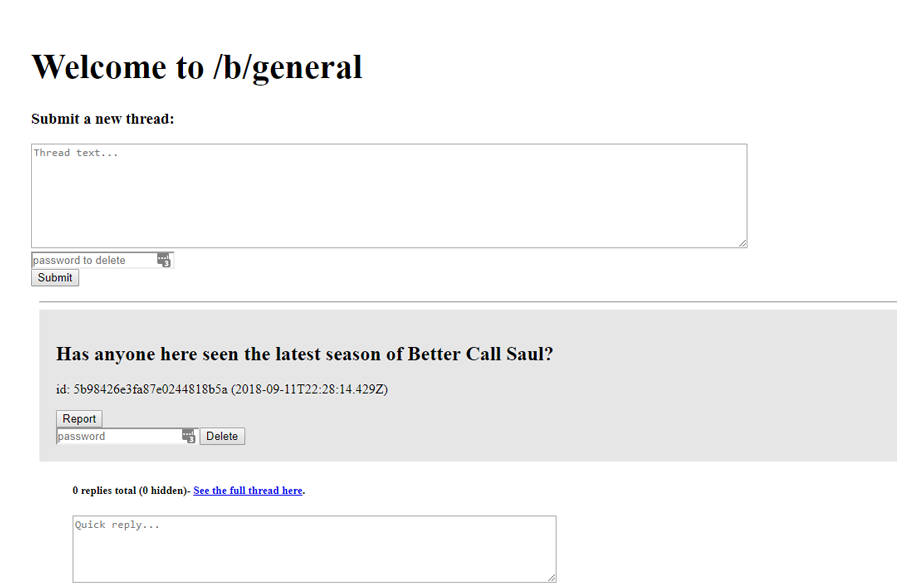 Welcome to /b/general
Submit a new thread:
Thread text...
password to delete
Submit
Has anyone here seen the latest season of Better Call Saul?
id: 5b98426e3fa87e0244818b5a (2018-09-11T22:28:14.429Z)
Report
password
Delete
0 replies total (0 hidden)- See the full thread here.
Quick reply...